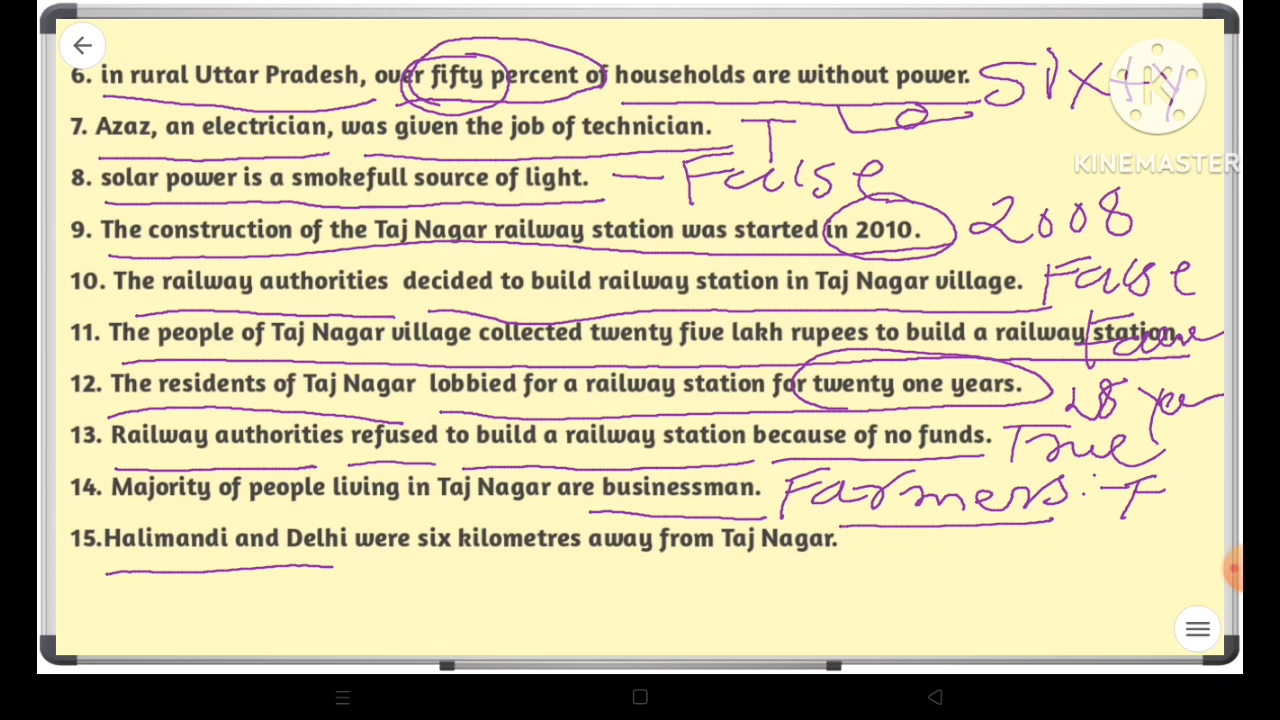 6. in rural Uttar Pradesh, over fifty percent of households are without power. Sixty
KINEMASTER
7. Azaz, an electrician, was given the job of technician. T
8. solar power is a smokefull source of light. — False
9. The construction of the Taj Nagar railway station was started in 2010. 2008
10. The railway authorities decided to build railway station in Taj Nagar village. False
11. The people of Taj Nagar village collected twenty five lakh rupees to build a railway station.
12. The residents of Taj Nagar lobbied for a railway station for twenty one years.
13. Railway authorities refused to build a railway station because of no funds. True
14. Majority of people living in Taj Nagar are businessman. Farmers. - F
15.Halimandi and Delhi were six kilometres away from Taj Nagar.